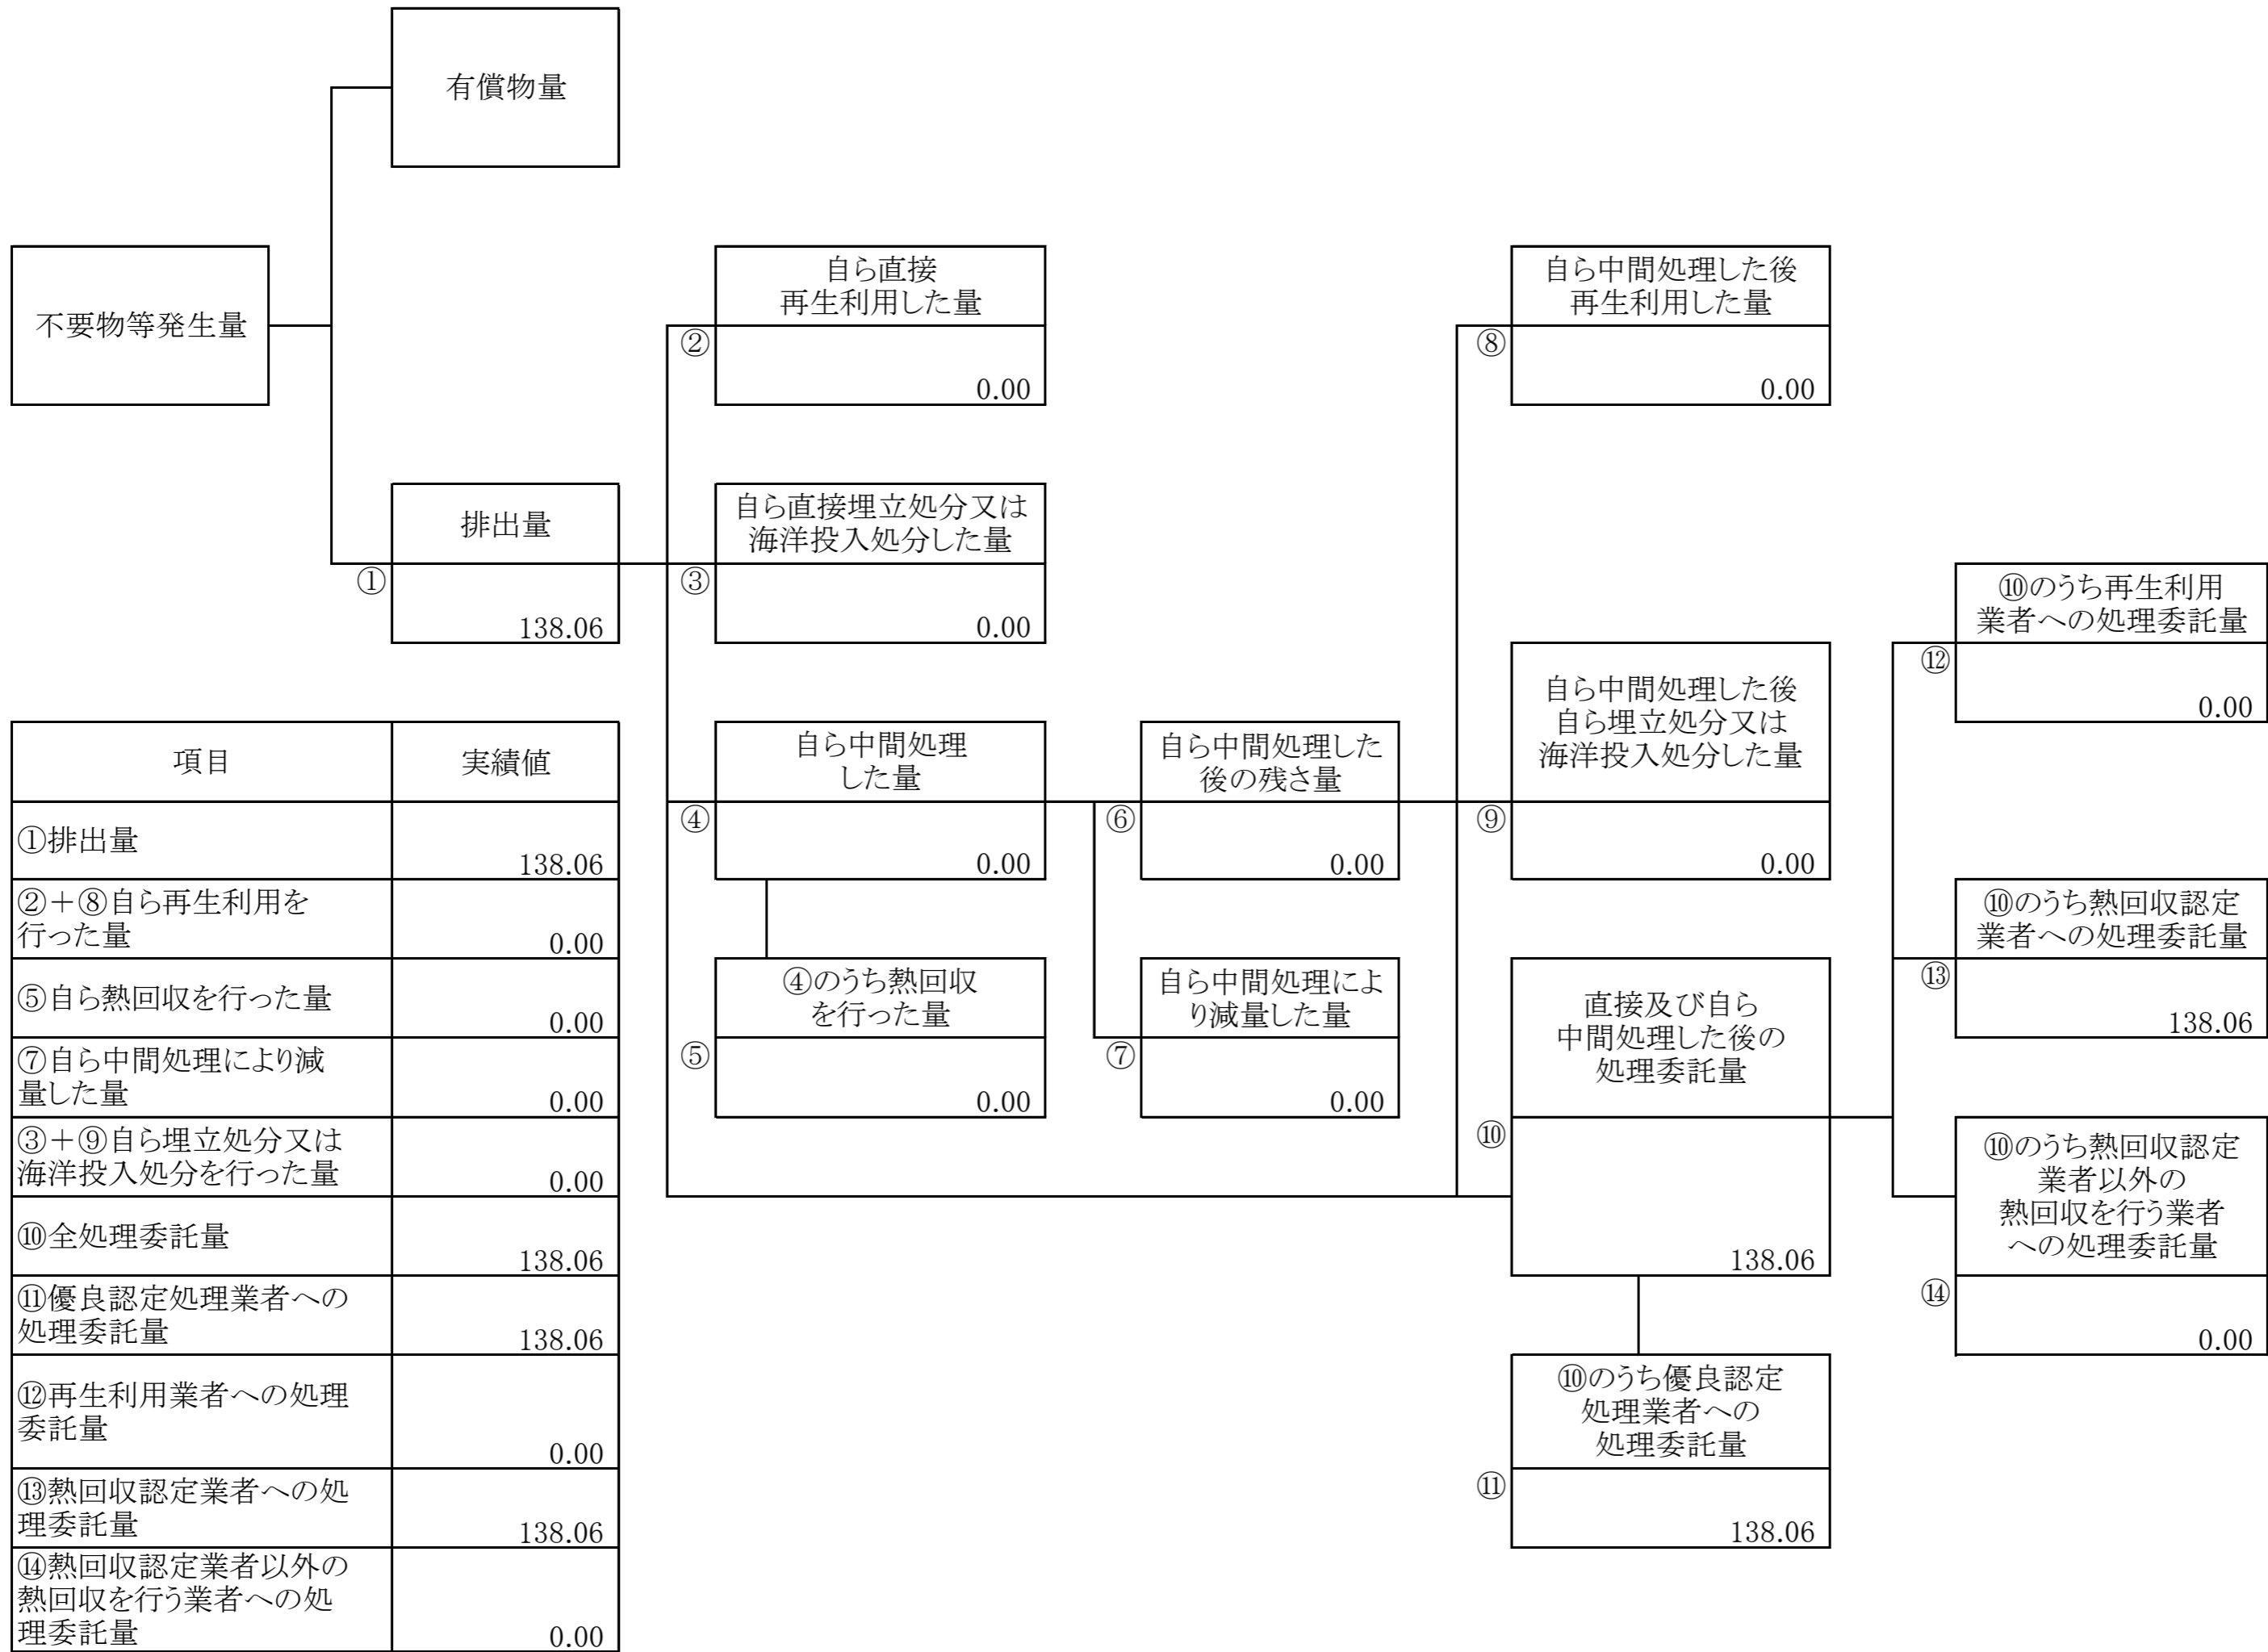 有償物量
不要物等発生量
自ら直接
再生利用した量
②
0.00
自ら中間処理した後
再生利用した量
⑧
0.00
排出量
①
138.06
自ら直接埋立処分又は
海洋投入処分した量
③
0.00
⑩のうち再生利用
業者への処理委託量
⑫
0.00
自ら中間処理
した量
④
0.00
自ら中間処理した
後の残さ量
⑥
0.00
自ら中間処理した後
自ら埋立処分又は
海洋投入処分した量
⑨
0.00
④のうち熱回収
を行った量
⑤
0.00
自ら中間処理によ
り減量した量
⑦
0.00
直接及び自ら
中間処理した後の
処理委託量
⑩
138.06
⑩のうち熱回収認定
業者への処理委託量
⑬
138.06
⑩のうち熱回収認定
業者以外の
熱回収を行う業者
への処理委託量
⑭
0.00
⑩のうち優良認定
処理業者への
処理委託量
⑪
138.06
項目 実績値
①排出量
138.06
②＋⑧自ら再生利用を
行った量
0.00
⑤自ら熱回収を行った量
0.00
⑦自ら中間処理により減
量した量
0.00
③＋⑨自ら埋立処分又は
海洋投入処分を行った量
0.00
⑩全処理委託量
138.06
⑪優良認定処理業者への
処理委託量
138.06
⑫再生利用業者への処理
委託量
0.00
⑬熱回収認定業者への処
理委託量
138.06
⑭熱回収認定業者以外の
熱回収を行う業者への処
理委託量
0.00